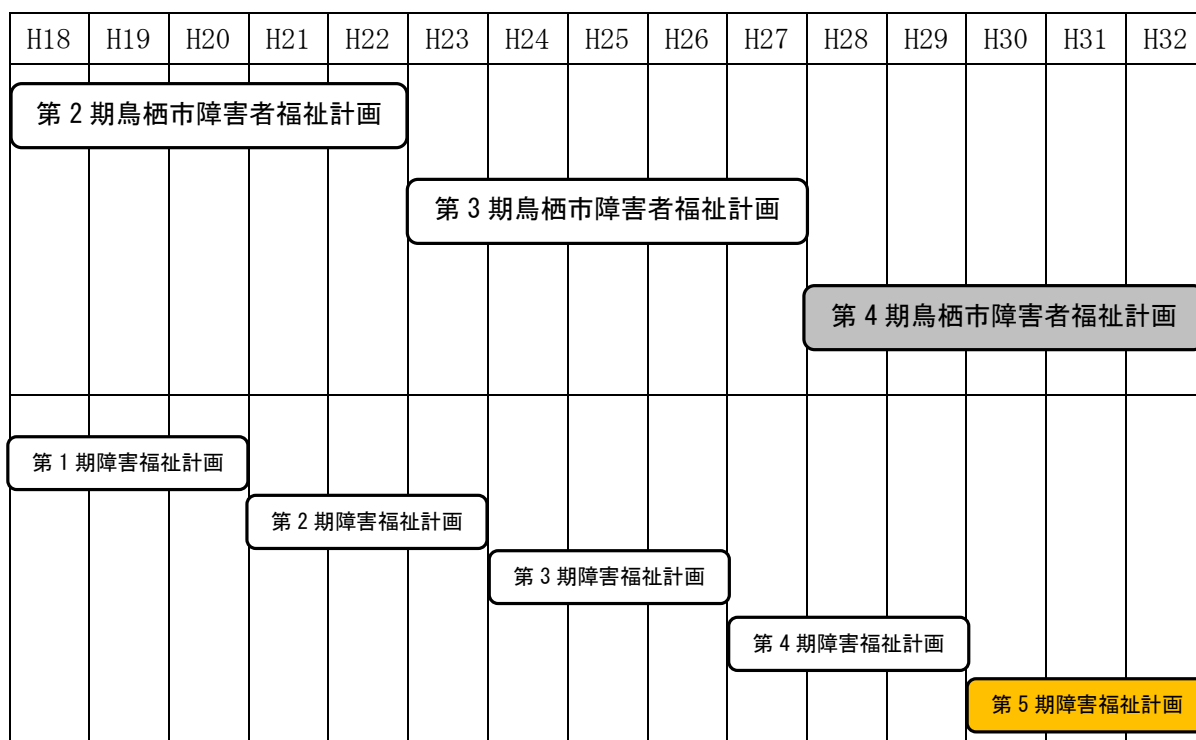 H18 H19 H20 H21 H22 H23 H24 H25 H26 H27 H28 H29 H30 H31 H32
第2期鳥栖市障害者福祉計画
第3期鳥栖市障害者福祉計画
第4期鳥栖市障害者福祉計画
第1期障害福祉計画
第2期障害福祉計画
第3期障害福祉計画
第4期障害福祉計画
第5期障害福祉計画